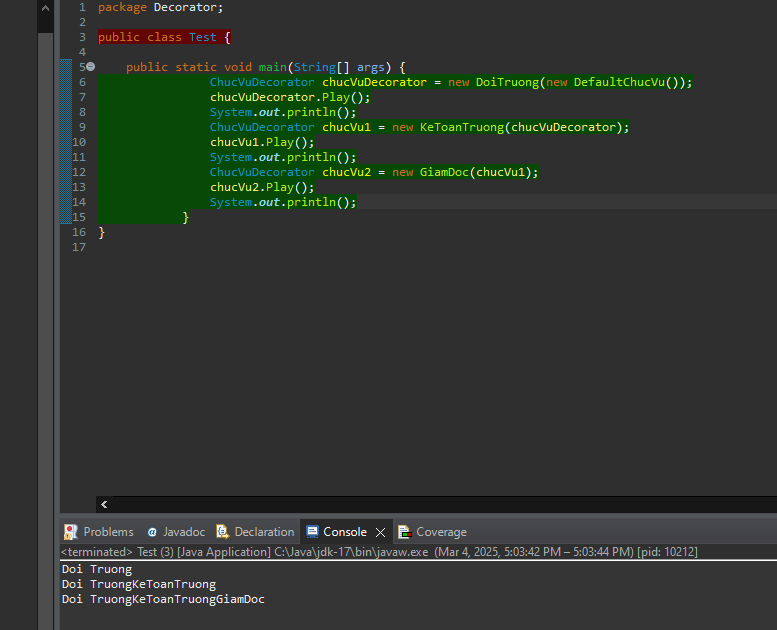 1 package Decorator;
2
3 public class Test {
4
5 public static void main(String[] args) {
6 ChucVuDecorator chucVuDecorator = new DoiTruong(new DefaultChucVu());
7 chucVuDecorator.Play();
8 System.out.println();
9 ChucVuDecorator chucVu1 = new KeToanTruong(chucVuDecorator);
10 chucVu1.Play();
11 System.out.println();
12 ChucVuDecorator chucVu2 = new GiamDoc(chucVu1);
13 chucVu2.Play();
14 System.out.println();
15 }
16 }
17
Problems @ Javadoc Declaration Console Coverage
<terminated> Test (3) [Java Application] C:\Java\jdk-17\bin\javaw.exe (Mar 4, 2025, 5:03:42 PM – 5:03:44 PM) [pid: 10212]
Doi Truong
Doi TruongKeToanTruong
Doi TruongKeToanTruongGiamDoc